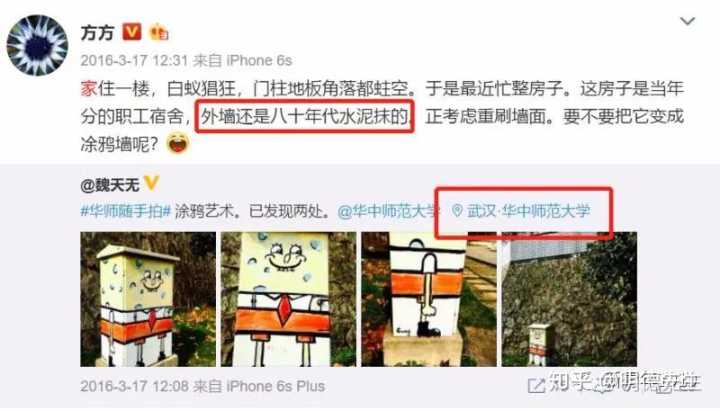 方方
2016-3-17 12:31 来自 iPhone 6s
家住一楼，白蚁猖狂，门柱地板角落都蛀空。于是最近忙整房子。这房子是当年
分的职工宿舍，外墙还是八十年代水泥抹的。正考虑重刷墙面。要不要把它变成
涂鸦墙呢？
@魏天无
#华师随手拍# 涂鸦艺术。已发现两处。@华中师范大学 武汉·华中师范大学
2016-3-17 12:08 来自 iPhone 6s Plus
知乎 @明德先生